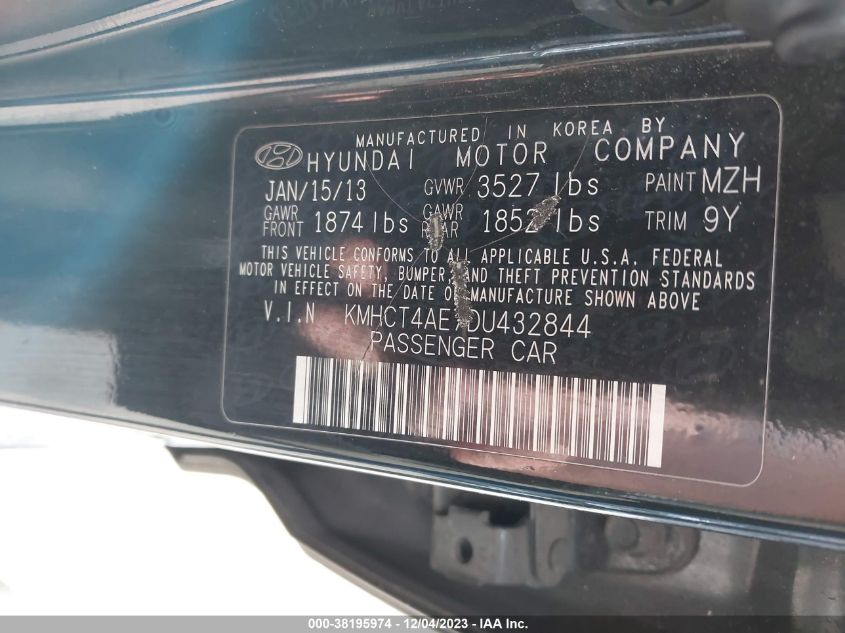 MANUFACTURED IN KOREA BY
HYUNDAI MOTOR COMPANY
JAN/15/13 GVWR 3527 lbs PAINT MZH
GAWR FRONT 1874 lbs GAWR REAR 1852 lbs TRIM 9Y
THIS VEHICLE CONFORMS TO ALL APPLICABLE U.S.A. FEDERAL
MOTOR VEHICLE SAFETY, BUMPER, AND THEFT PREVENTION STANDARDS
IN EFFECT ON THE DATE OF MANUFACTURE SHOWN ABOVE
V.I.N KMHCT4AE7DU432844
PASSENGER CAR
000-38195974 - 12/04/2023 - IAA Inc.